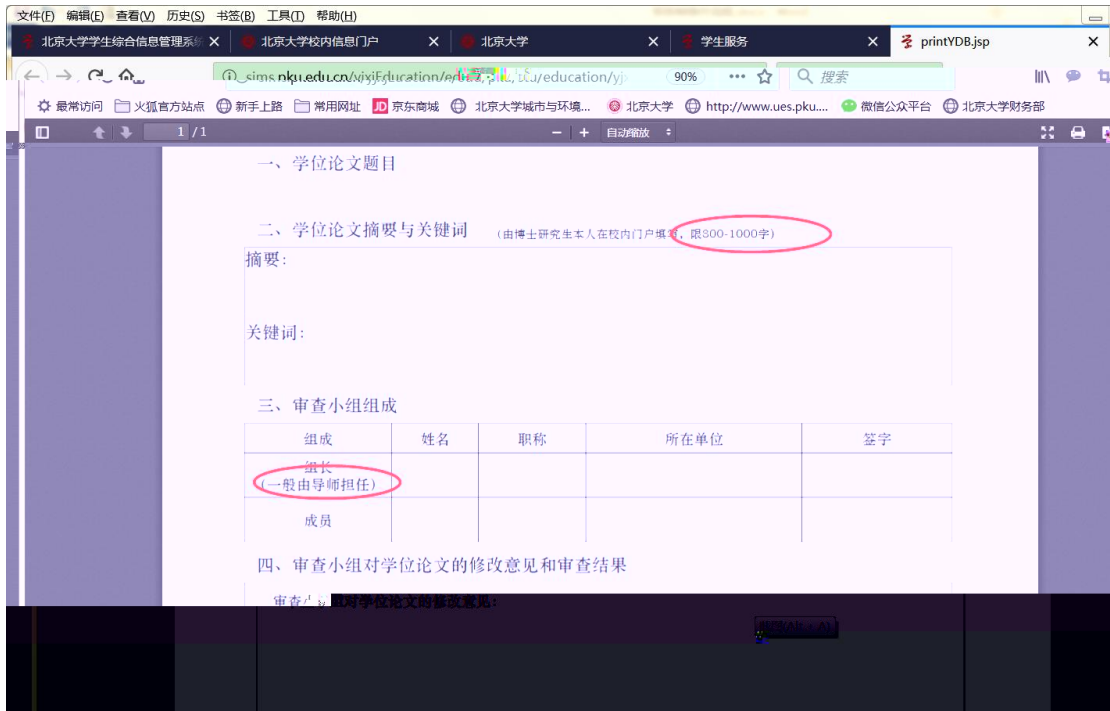 文件(F) 编辑(E) 查看(V) 历史(S) 书签(B) 工具(T) 帮助(H)
北京大学学生综合信息管理系统 北京大学校内信息门户 北京大学 学生服务 printYDB.jsp
sims.pku.edu.cn 90% 搜索
最常访问 火狐官方站点 新手上路 常用网址 JD 京东商城 北京大学城市与环境... 北京大学 http://www.ues.pku.... 微信公众平台 北京大学财务部
1 / 1 − + 自动缩放
一、学位论文题目
二、学位论文摘要与关键词 (由博士研究生本人在校内门户填写，限800-1000字)
摘要:
关键词:
三、审查小组组成
组成 姓名 职称 所在单位 签字
组长
(一般由导师担任)
成员
四、审查小组对学位论文的修改意见和审查结果
审查小组对学位论文的修改意见: